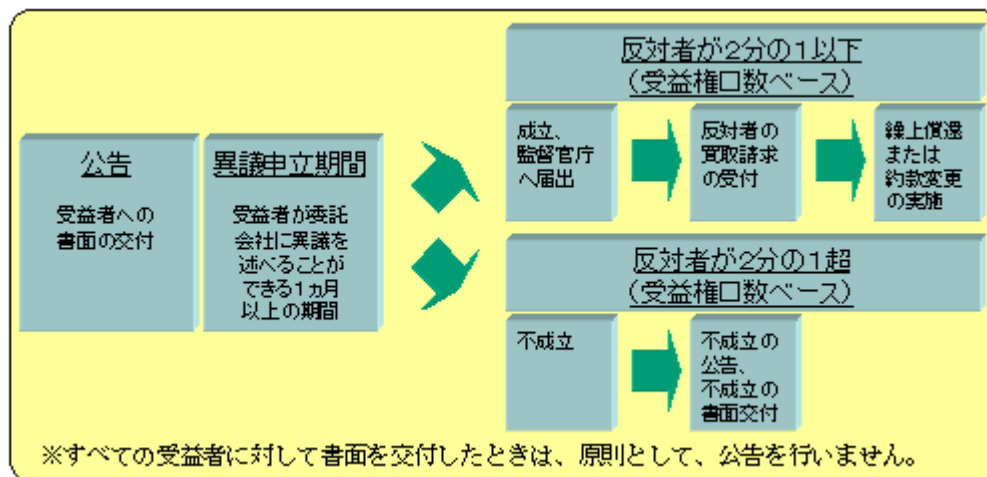 公告
受益者への
書面の交付
異議申立期間
受益者が委託
会社に異議を
述べることが
できる1ヵ月
以上の期間
反対者が2分の1以下
(受益権口数ベース)
成立、
監督官庁
へ届出
反対者の
買取請求
の受付
繰上償還
または
約款変更
の実施
反対者が2分の1超
(受益権口数ベース)
不成立
不成立の
公告、
不成立の
書面交付
※すべての受益者に対して書面を交付したときは、原則として、公告を行いません。